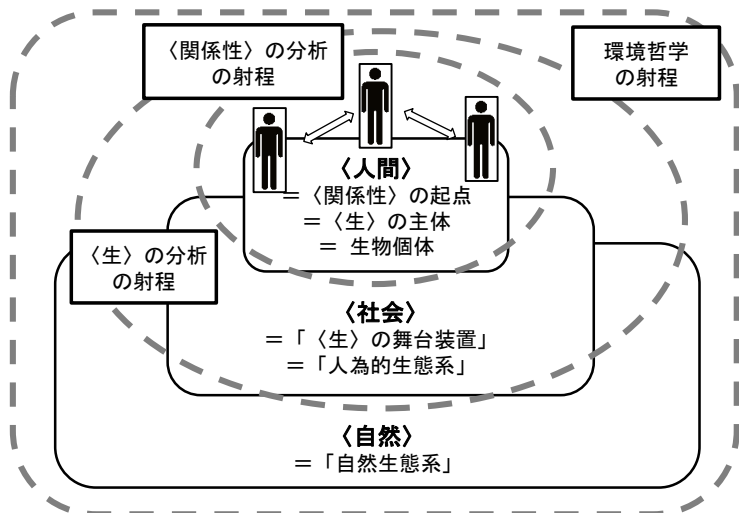 〈関係性〉の分析
の射程
環境哲学
の射程
〈人間〉
＝〈関係性〉の起点
＝〈生〉の主体
＝ 生物個体
〈生〉の分析
の射程
〈社会〉
＝「〈生〉の舞台装置」
＝「人為的生態系」
〈自然〉
＝「自然生態系」